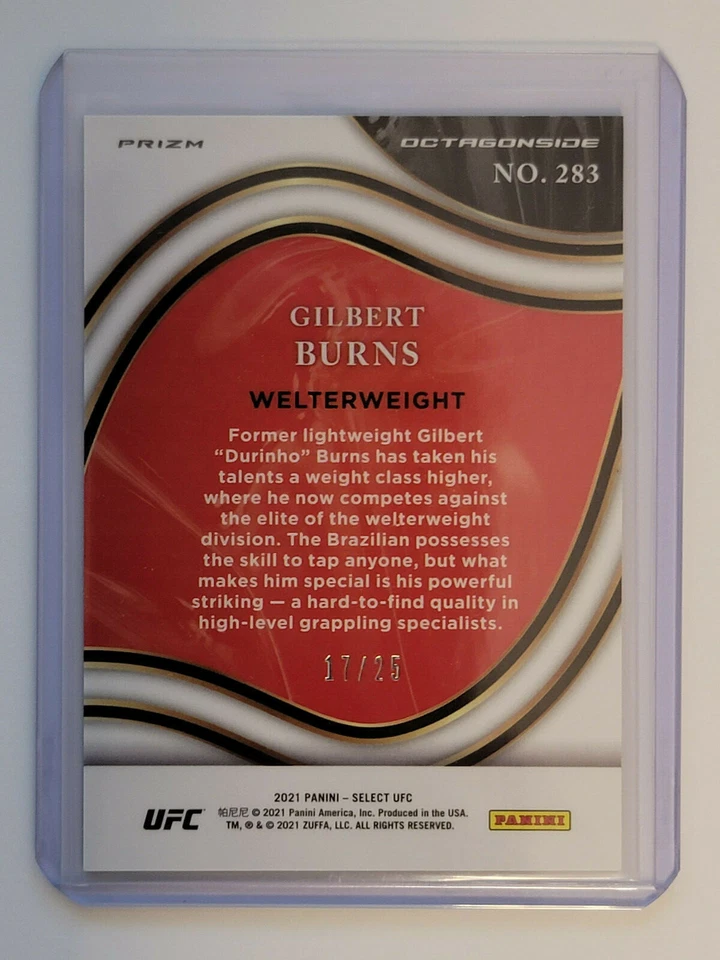 PRIZM
OCTAGONSIDE
NO. 283
GILBERT
BURNS
WELTERWEIGHT
Former lightweight Gilbert
“Durinho” Burns has taken his
talents a weight class higher,
where he now competes against
the elite of the welterweight
division. The Brazilian possesses
the skill to tap anyone, but what
makes him special is his powerful
striking — a hard-to-find quality in
high-level grappling specialists.
17/25
2021 PANINI – SELECT UFC
UFC
帕尼尼 © 2021 Panini America, Inc. Produced in the USA.
TM, ® & © 2021 ZUFFA, LLC. ALL RIGHTS RESERVED.
PANINI